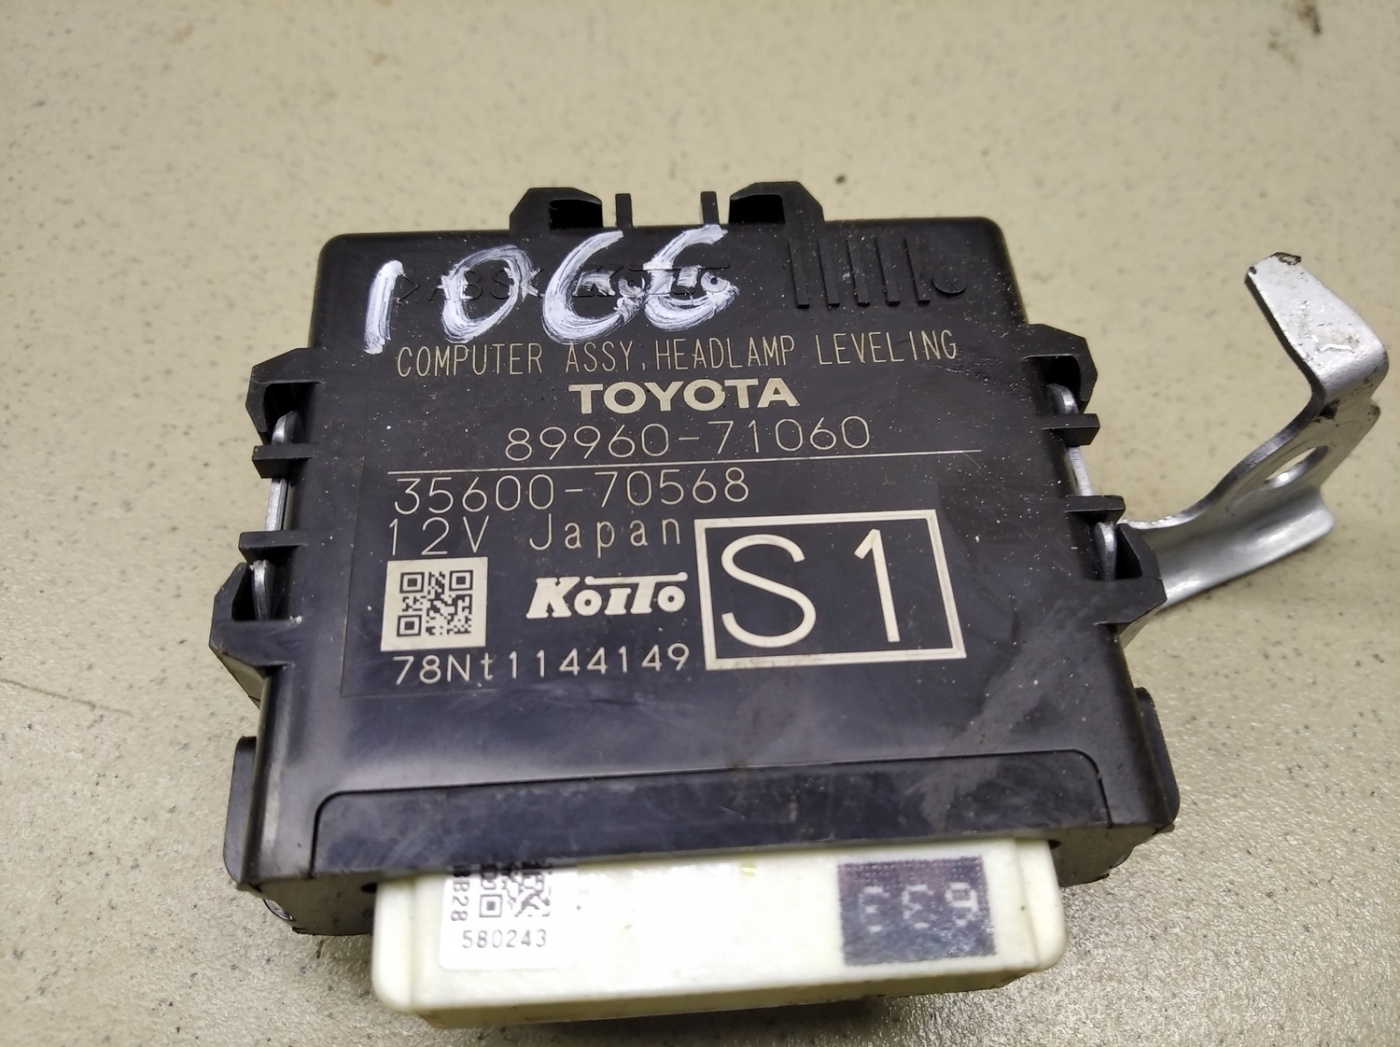 1066
COMPUTER ASSY, HEADLAMP LEVELING
TOYOTA
89960-71060
35600-70568
12V Japan
S1
KOITO
78Nt1144149
580243